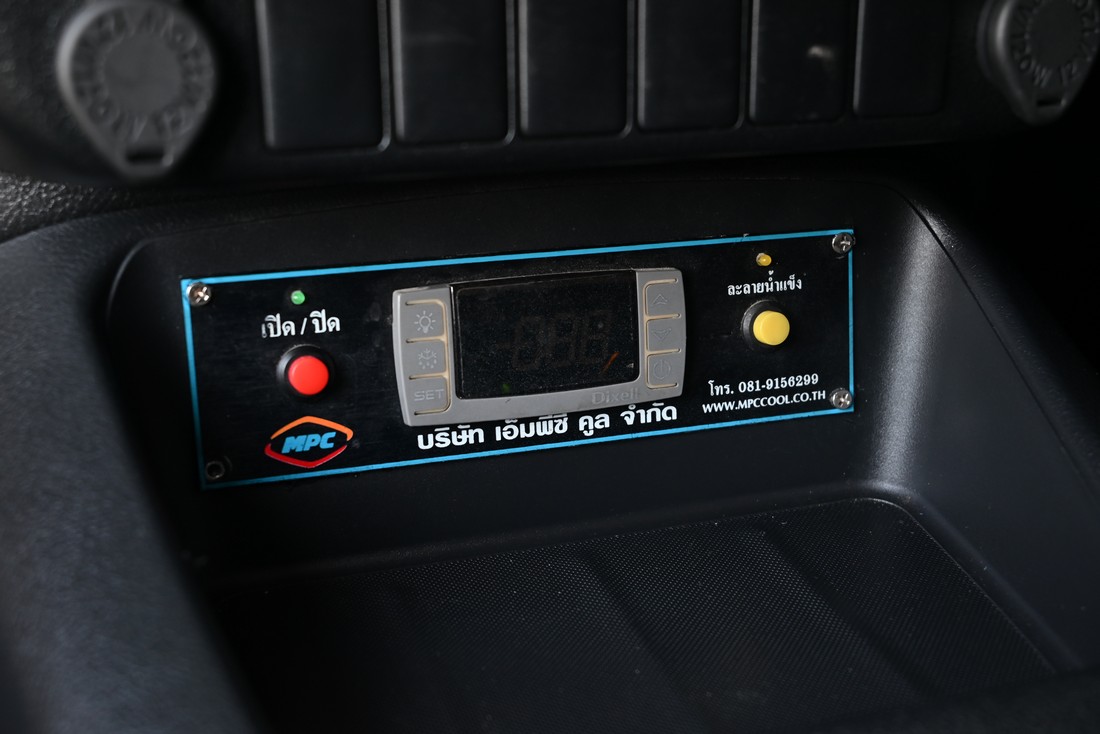 เปิด / ปิด
ละลายน้ำแข็ง
SET
Dixell
MPC
บริษัท เอ็มพีซี คูล จำกัด
โทร. 081-9156299
WWW.MPCCOOL.CO.TH